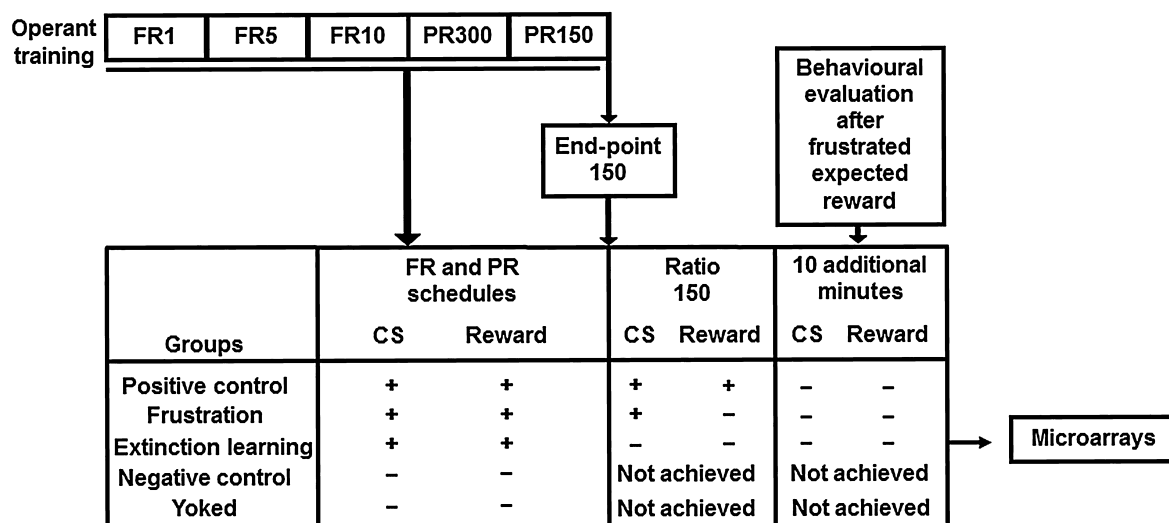 Operant training
FR1 FR5 FR10 PR300 PR150
End-point
150
Behavioural
evaluation
after
frustrated
expected
reward
FR and PR
schedules
Ratio
150
10 additional
minutes
Groups CS Reward CS Reward CS Reward
Positive control + + + + – –
Frustration + + + – – –
Extinction learning + + – – – –
Negative control – – Not achieved Not achieved
Yoked – – Not achieved Not achieved
Microarrays